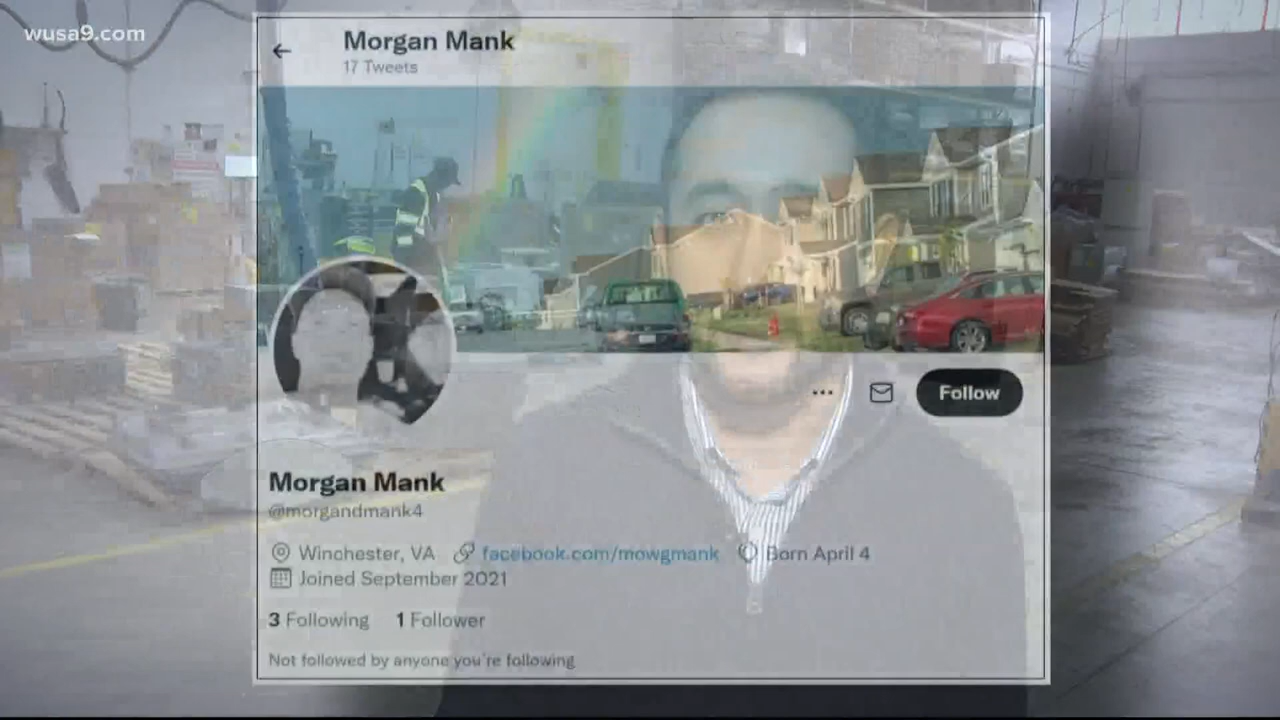 wusa9.com
Morgan Mank
17 Tweets
Follow
Morgan Mank
@morgandmank4
Winchester, VA facebook.com/mowgmank Born April 4
Joined September 2021
3 Following 1 Follower
Not followed by anyone you're following